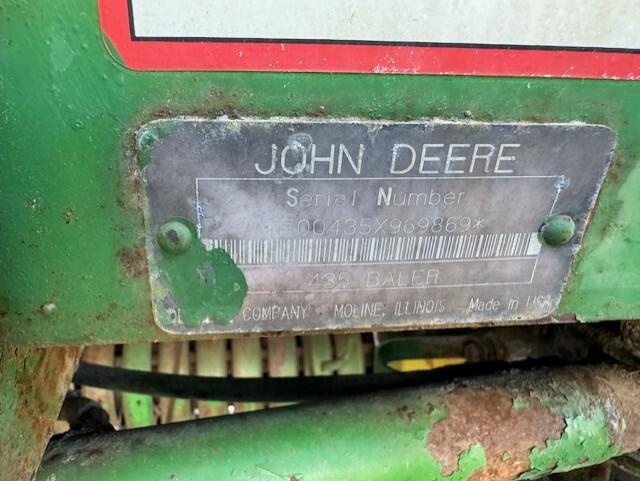 JOHN DEERE
Serial Number
*E00435X969869*
435 BALER
COMPANY MOLINE, ILLINOIS Made In USA